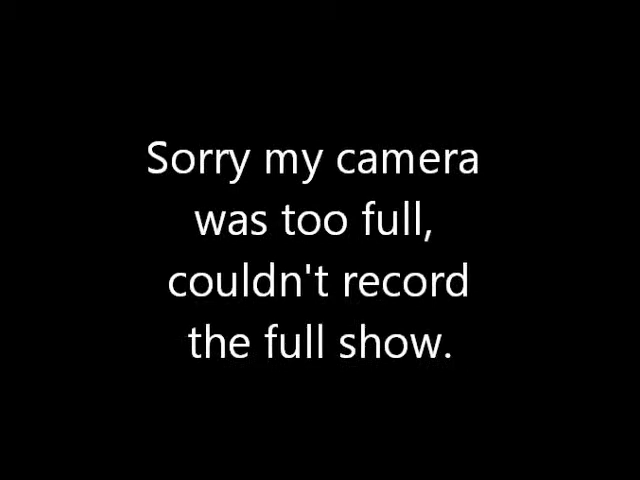 Sorry my camera
was too full,
couldn't record
the full show.